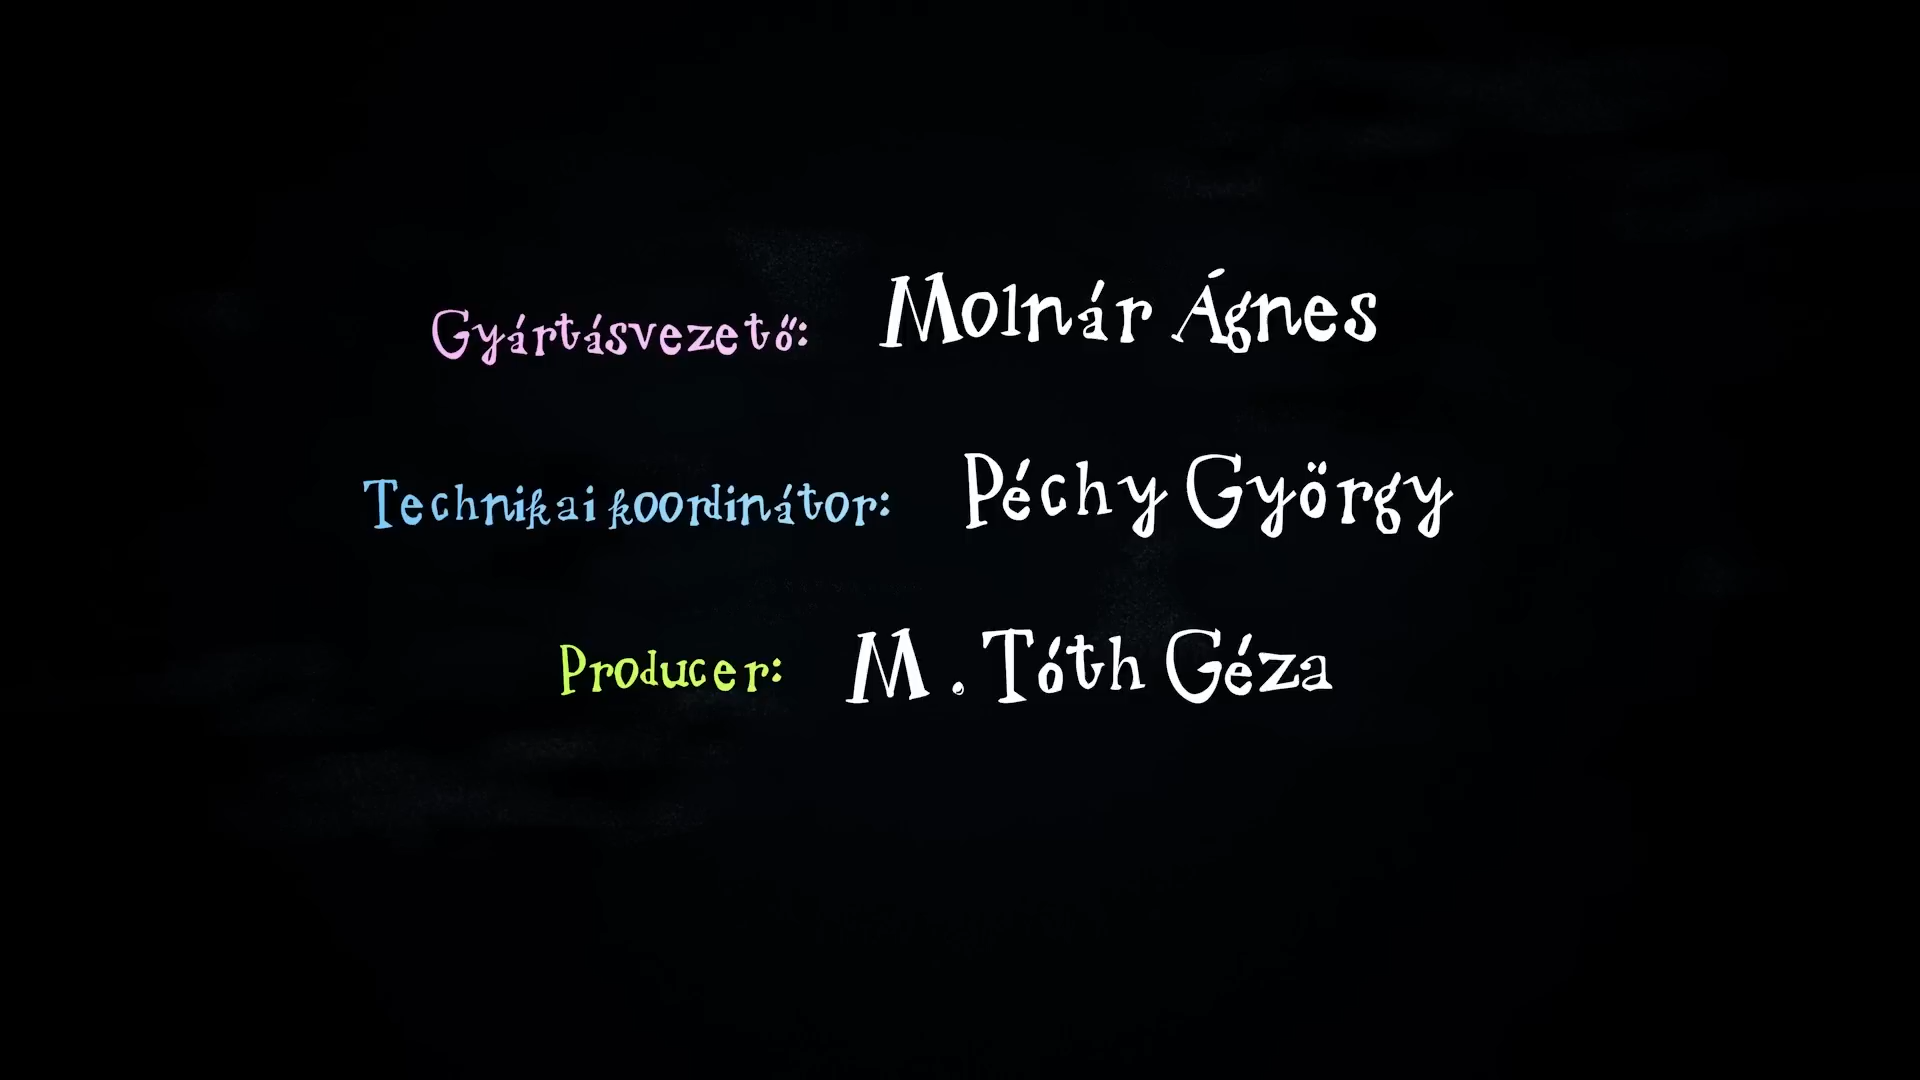 Gyártásvezető: Molnár Ágnes
Technikai koordinátor: Péchy György
Producer: M. Tóth Géza